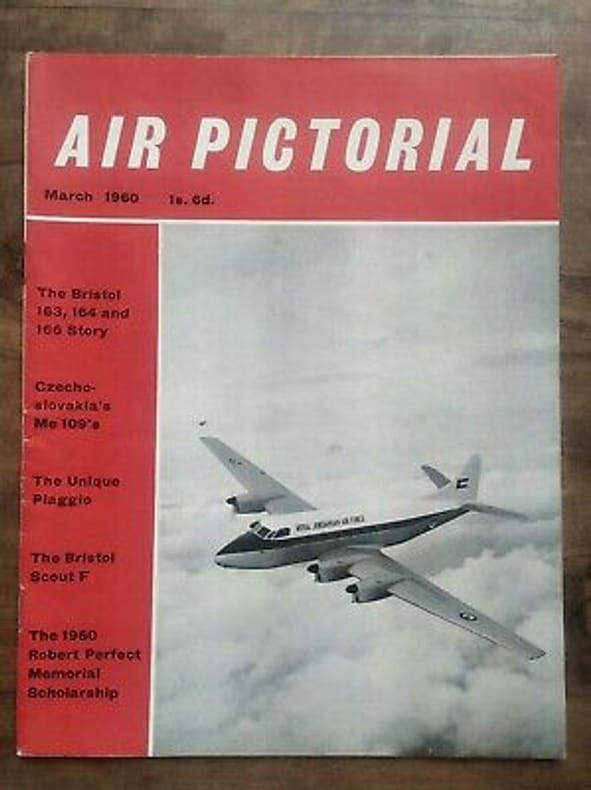 AIR PICTORIAL
March 1960 1s. 6d.
The Bristol
163, 164 and
166 Story
Czecho-
slovakia's
Me 109's
The Unique
Piaggio
The Bristol
Scout F
The 1960
Robert Perfect
Memorial
Scholarship
ROYAL JORDANIAN AIR FORCE